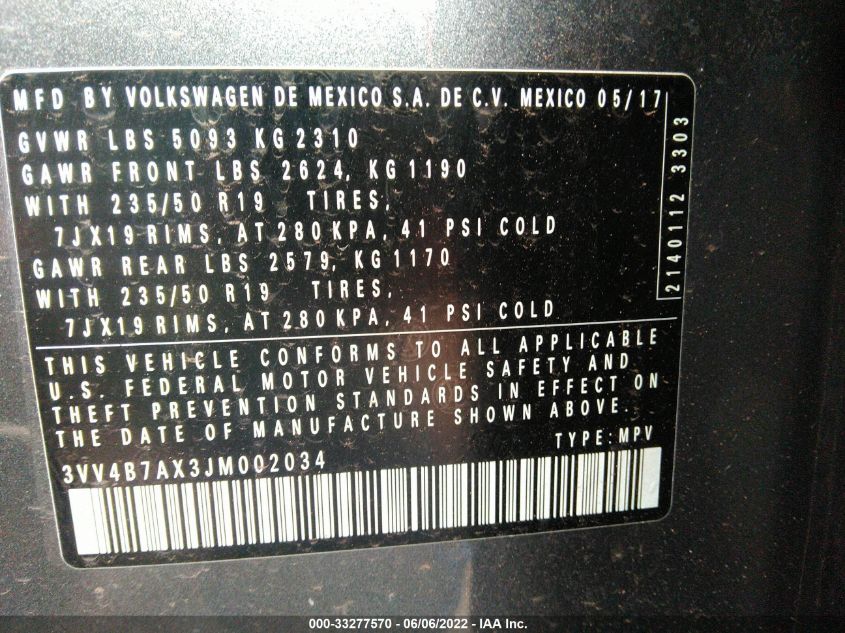 MFD BY VOLKSWAGEN DE MEXICO S.A. DE C.V. MEXICO 05/17
GVWR LBS 5093 KG 2310
GAWR FRONT LBS 2624, KG 1190
WITH 235/50 R19 TIRES,
7JX19 RIMS, AT 280 KPA, 41 PSI COLD
GAWR REAR LBS 2579, KG 1170
WITH 235/50 R19 TIRES,
7JX19 RIMS, AT 280 KPA, 41 PSI COLD
2140112 3303
THIS VEHICLE CONFORMS TO ALL APPLICABLE
U.S. FEDERAL MOTOR VEHICLE SAFETY AND
THEFT PREVENTION STANDARDS IN EFFECT ON
THE DATE OF MANUFACTURE SHOWN ABOVE.
TYPE: MPV
3VV4B7AX3JM002034
000-33277570 - 06/06/2022 - IAA Inc.